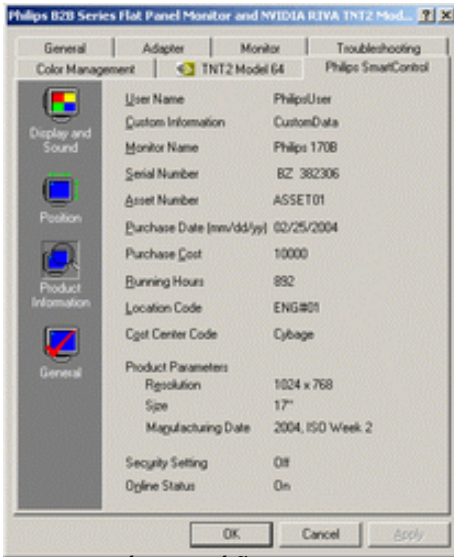 Philips B2B Series Flat Panel Monitor and NVIDIA RIVA TNT2 Mod... ? X
General Adapter Monitor Troubleshooting
Color Management TNT2 Model 64 Philips SmartControl
Display and Sound
Position
Product Information
General
User Name PhilipsUser
Custom Information CustomData
Monitor Name Philips 170B
Serial Number BZ 382306
Asset Number ASSET01
Purchase Date (mm/dd/yy) 02/25/2004
Purchase Cost 10000
Running Hours 892
Location Code ENG#01
Cost Center Code Cybage
Product Parameters
Resolution 1024 x 768
Size 17"
Manufacturing Date 2004, ISO Week 2
Security Setting Off
Online Status On
OK Cancel Apply